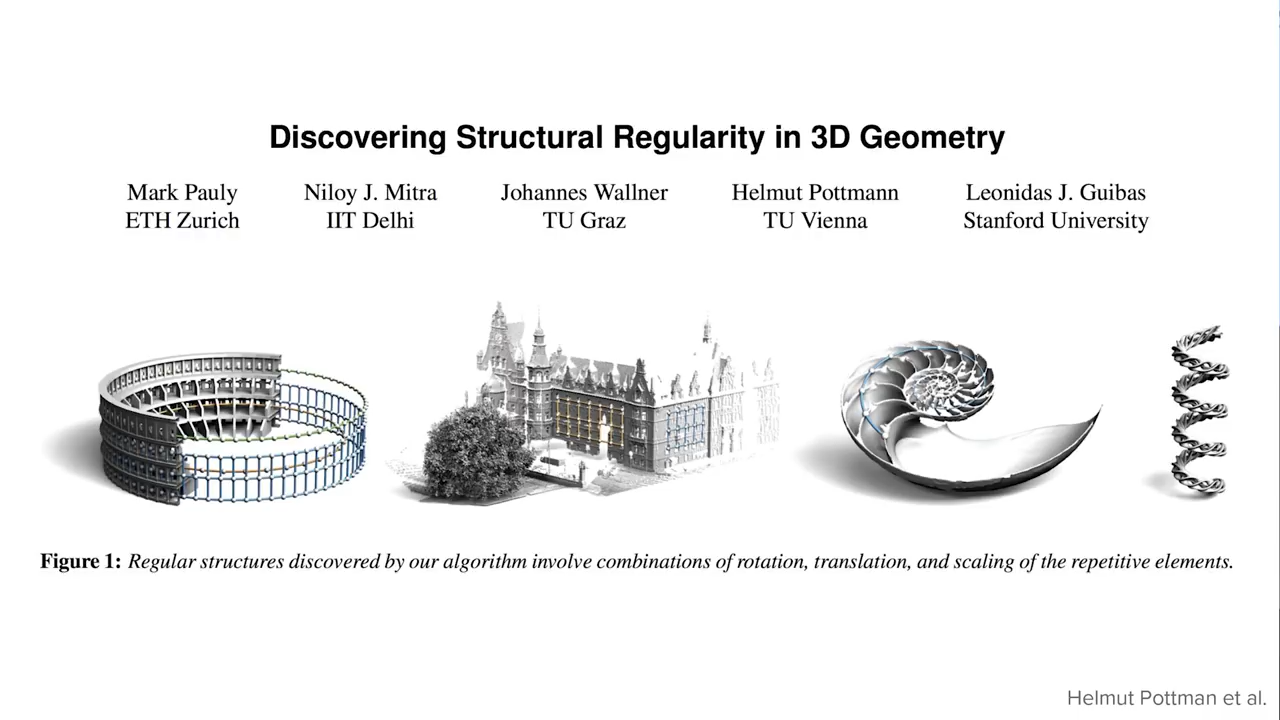 Discovering Structural Regularity in 3D Geometry
Mark Pauly Niloy J. Mitra Johannes Wallner Helmut Pottmann Leonidas J. Guibas
ETH Zurich IIT Delhi TU Graz TU Vienna Stanford University
Figure 1: Regular structures discovered by our algorithm involve combinations of rotation, translation, and scaling of the repetitive elements.
Helmut Pottman et al.